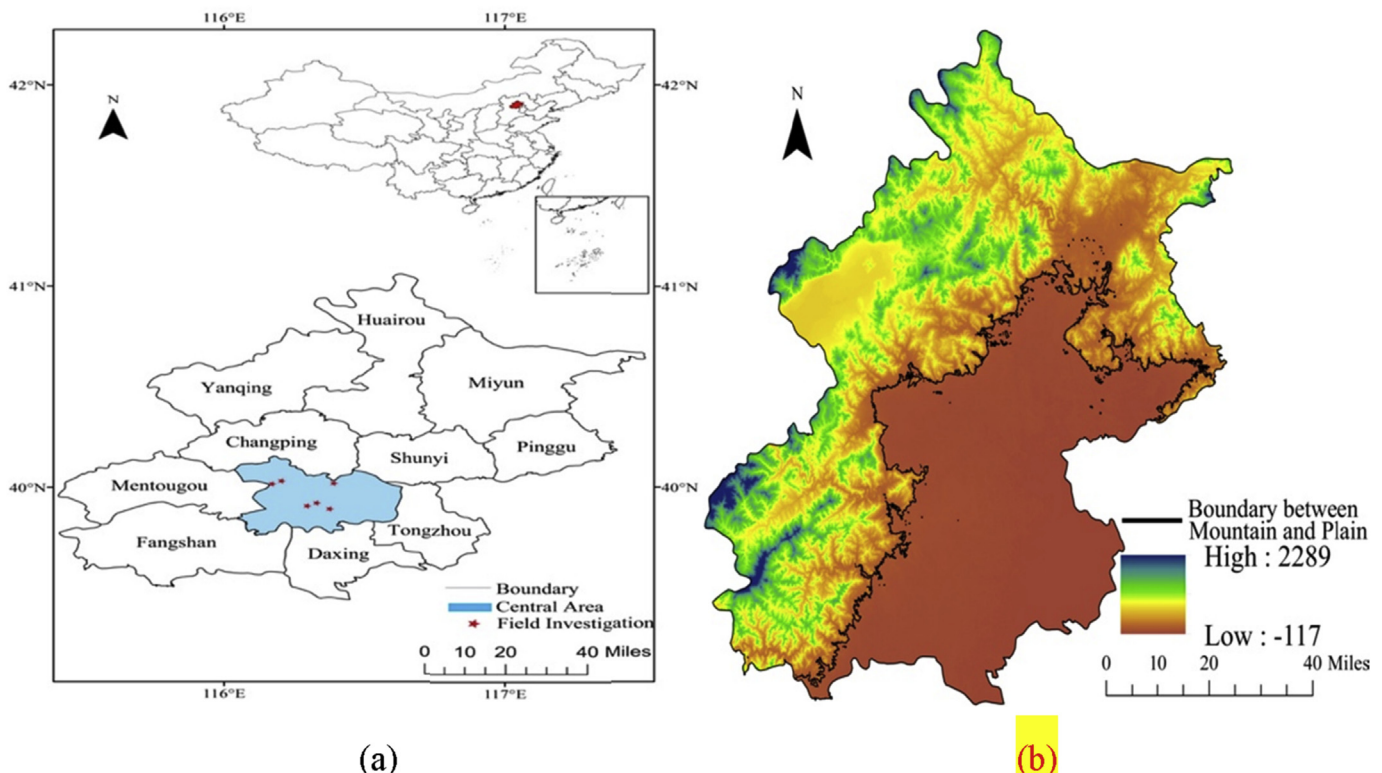 116°E
117°E
42°N
42°N
N
41°N
41°N
Huairou
Yanqing
Miyun
Changping
Shunyi
Pinggu
40°N
Mentougou
40°N
Tongzhou
Fangshan
Daxing
Boundary
Central Area
Field Investigation
0 10 20 40 Miles
116°E
117°E
(a)
N
Boundary between
Mountain and Plain
High : 2289
Low : -117
0 10 20 40 Miles
(b)